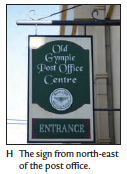 Old
Gympie
Post Office
Centre
ENTRANCE
H The sign from north-east
of the post office.